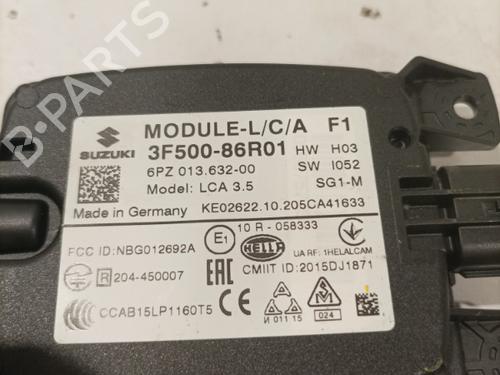 B-PARTS
MODULE-L/C/A F1
SUZUKI 3F500-86R01 HW H03
6PZ 013.632-00 SW I052
Model: LCA 3.5 SG1-M
Made in Germany KE02622.10.205CA41633
FCC ID:NBG012692A E1 10 R - 058333
HELLA UA RF: 1HELALCAM
R 204-450007 EAC CMIIT ID:2015DJ1871
CCAB15LP1160T5 CE И 011 15 024